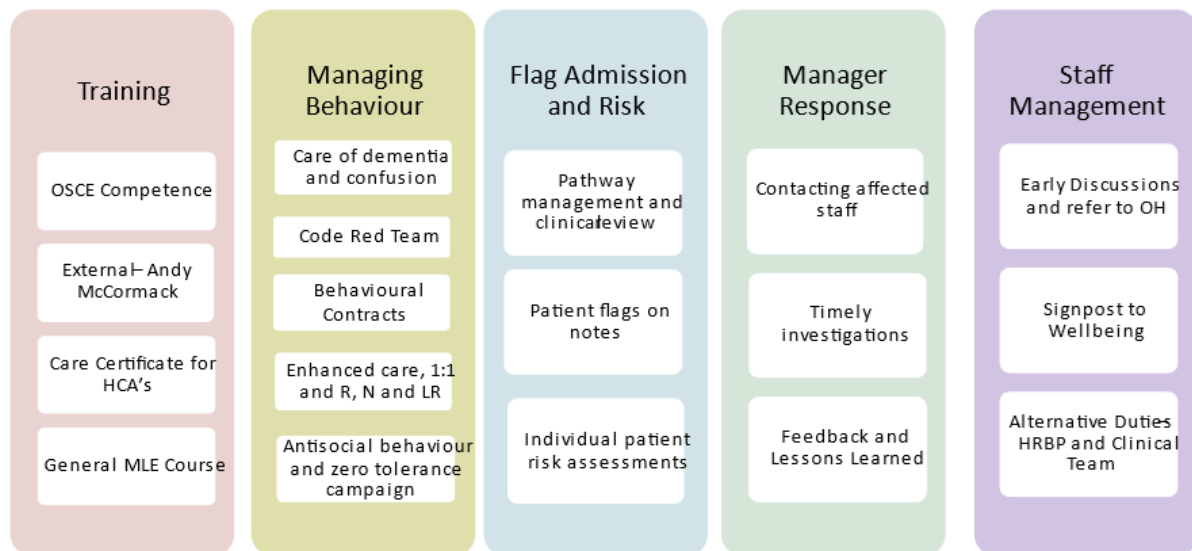 Training
OSCE Competence
External–Andy
McCormack
Care Certificate for
HCA's
General MLE Course
Managing
Behaviour
Care of dementia
and confusion
Code Red Team
Behavioural
Contracts
Enhanced care, 1:1
and R, N and LR
Antisocial behaviour
and zero tolerance
campaign
Flag Admission
and Risk
Pathway
management and
clinical review
Patient flags on
notes
Individual patient
risk assessments
Manager
Response
Contacting affected
staff
Timely
investigations
Feedback and
Lessons Learned
Staff
Management
Early Discussions
and refer to OH
Signpost to
Wellbeing
Alternative Duties-
HRBP and Clinical
Team